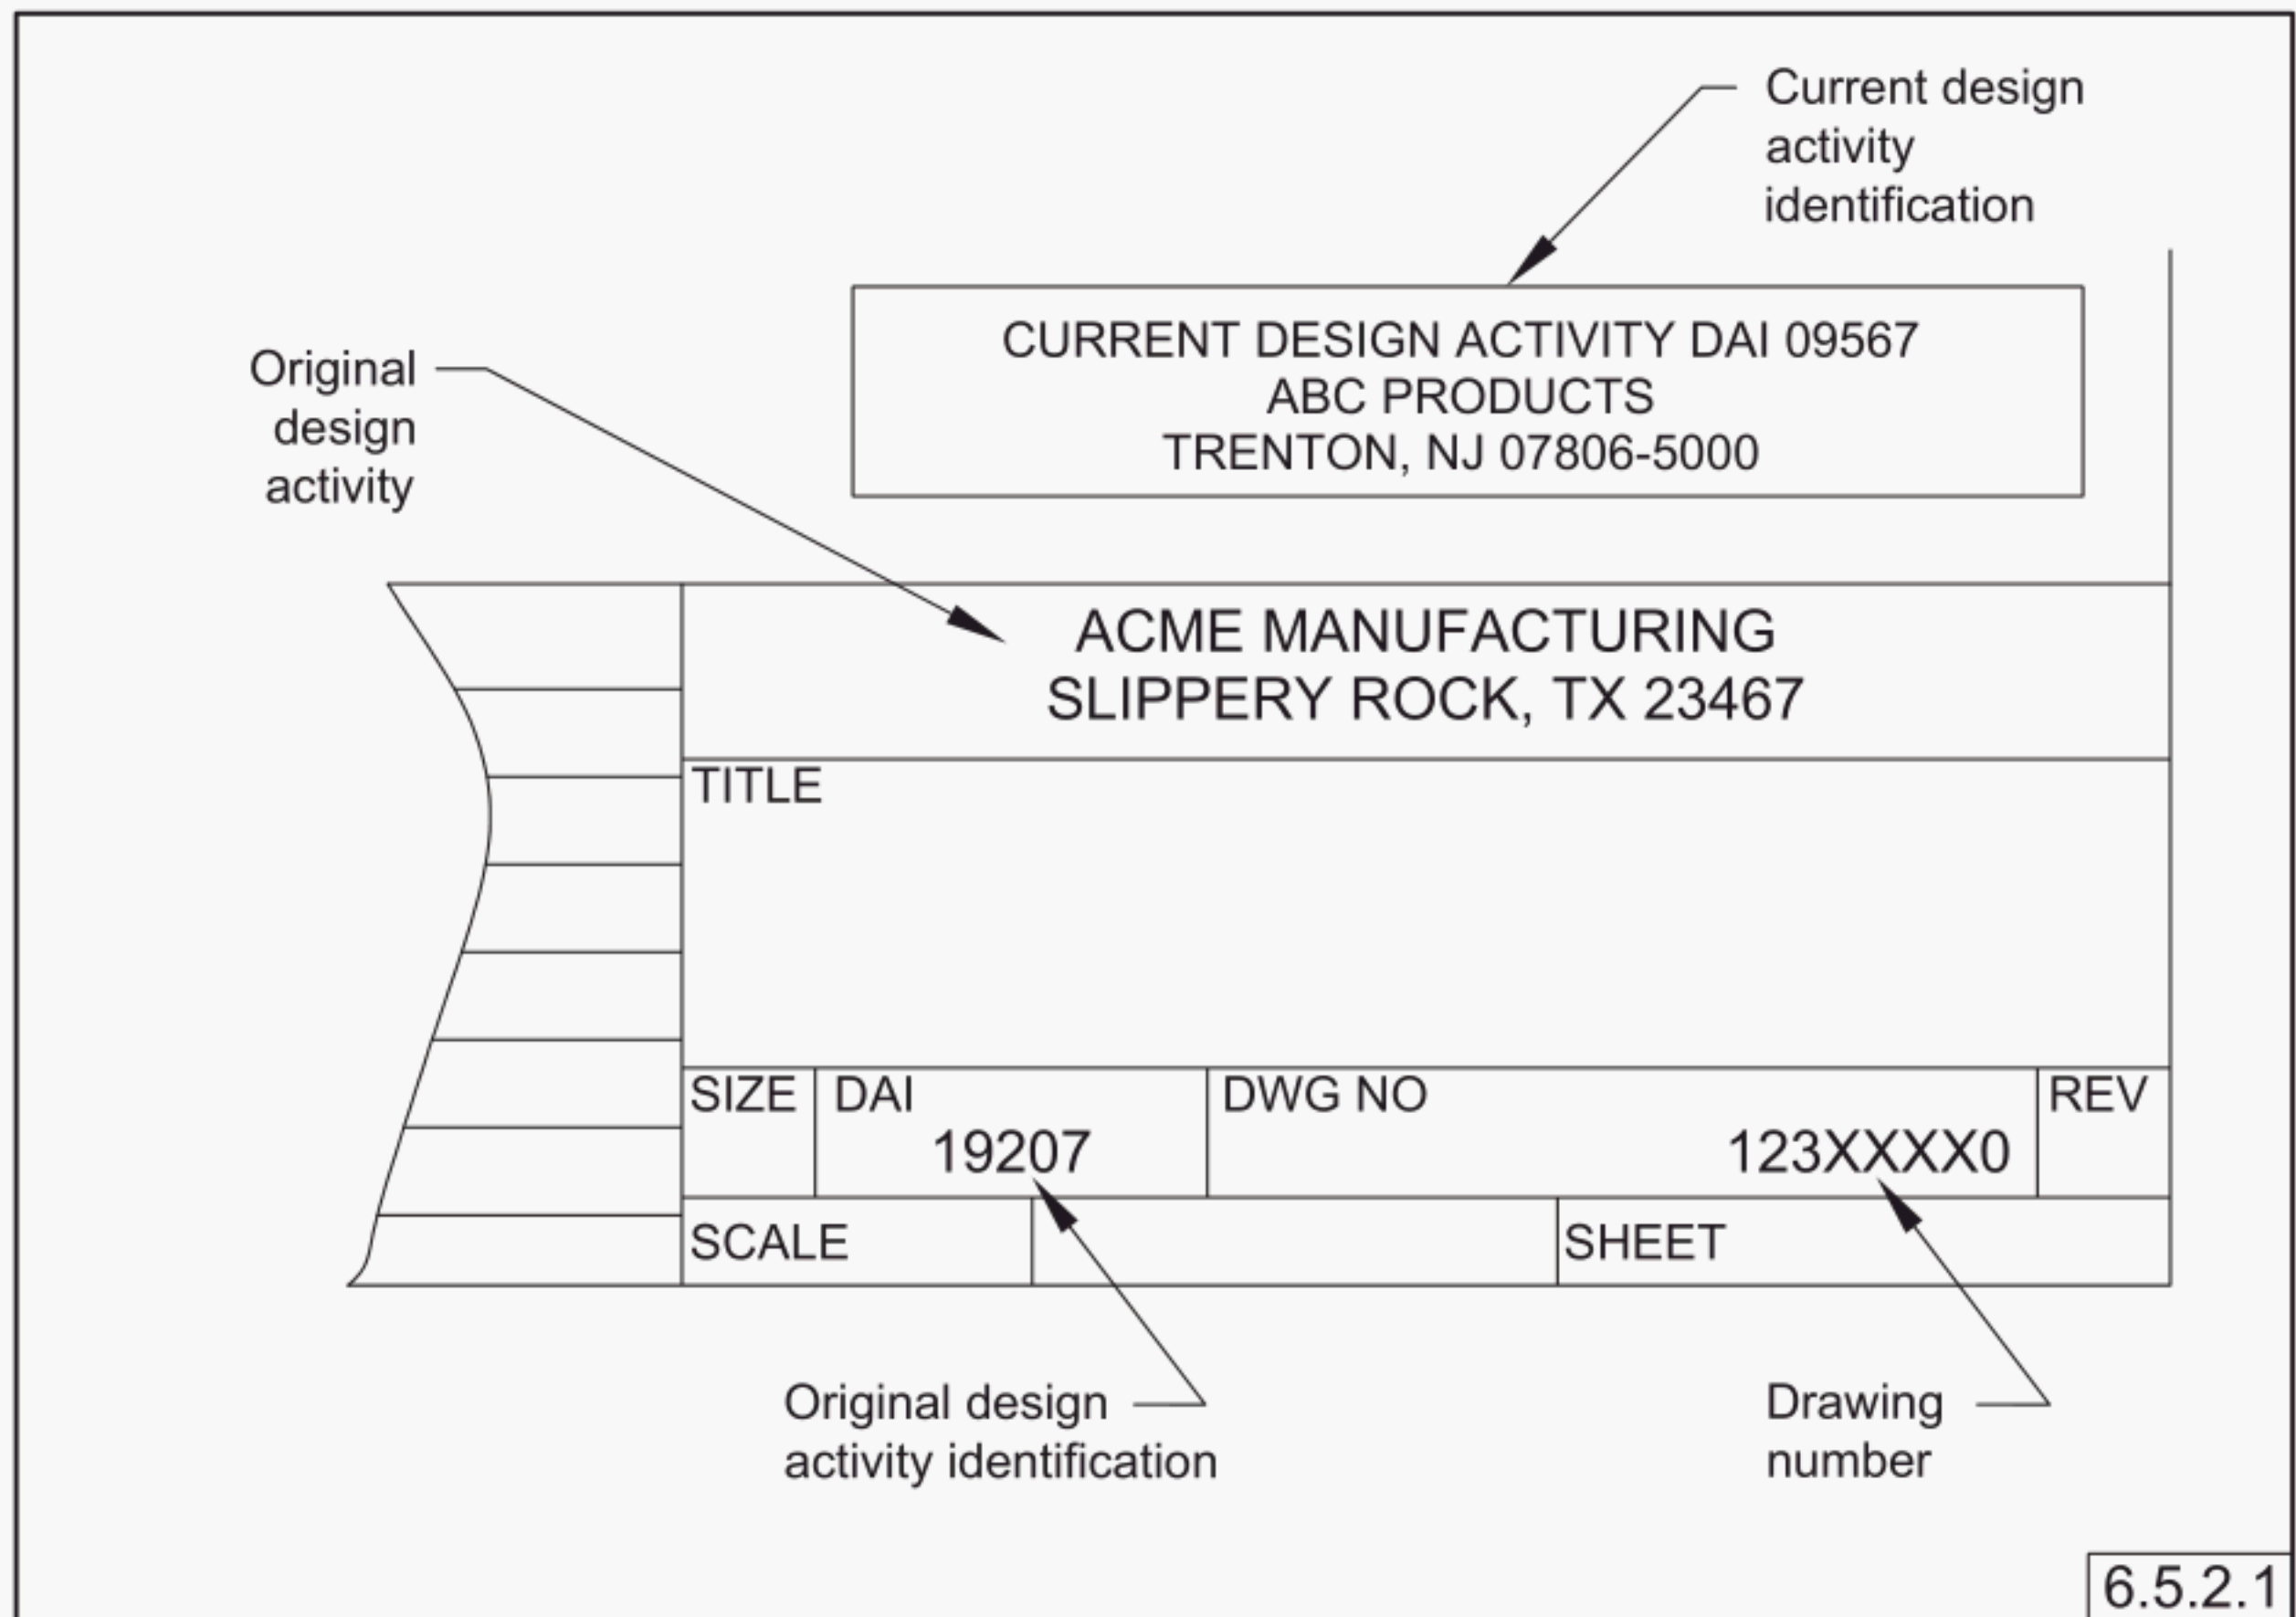 Current design
activity
identification
CURRENT DESIGN ACTIVITY DAI 09567
ABC PRODUCTS
TRENTON, NJ 07806-5000
Original
design
activity
ACME MANUFACTURING
SLIPPERY ROCK, TX 23467
TITLE
SIZE DAI DWG NO REV
19207 123XXXX0
SCALE SHEET
Original design
activity identification
Drawing
number
6.5.2.1